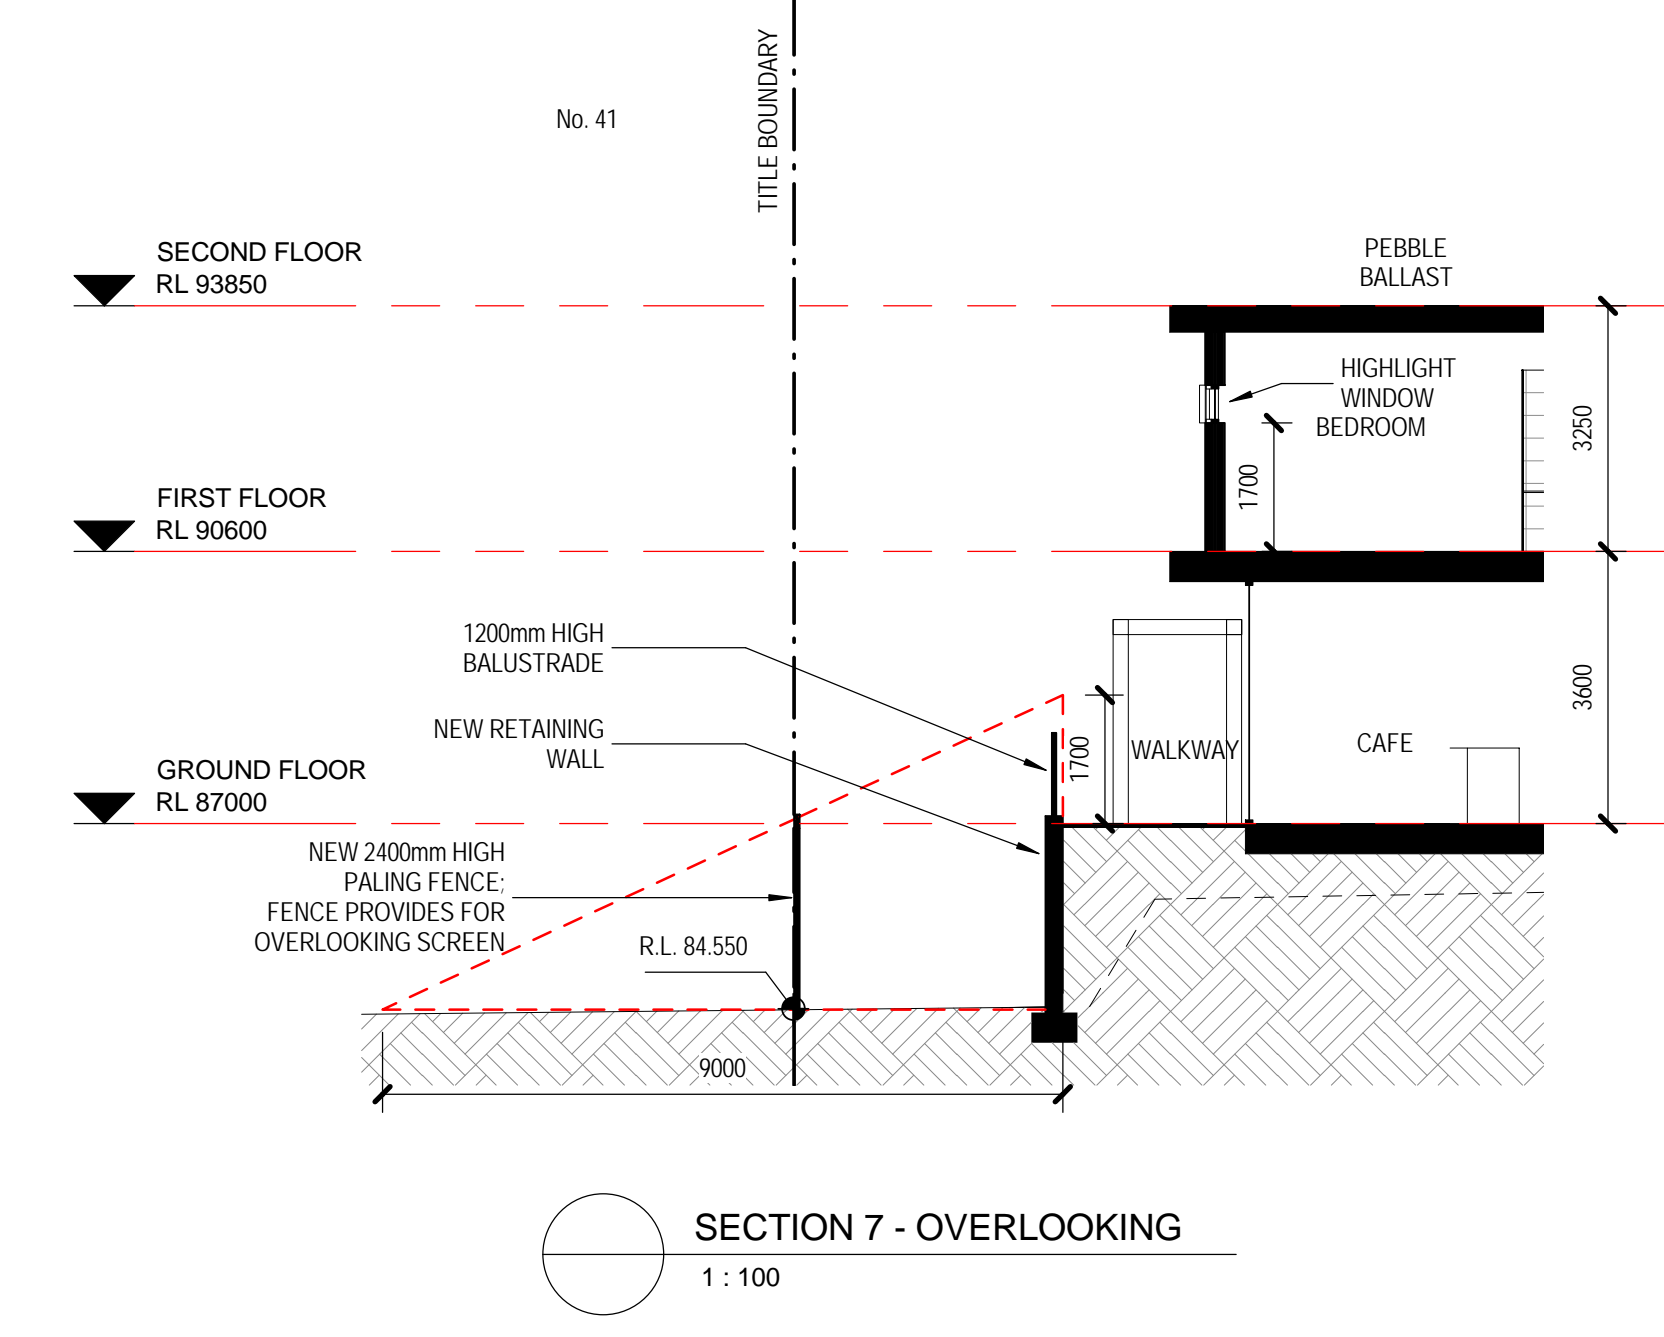 TITLE BOUNDARY
No. 41
SECOND FLOOR
RL 93850
PEBBLE
BALLAST
HIGHLIGHT
WINDOW
BEDROOM
3250
1700
FIRST FLOOR
RL 90600
1200mm HIGH
BALUSTRADE
3600
NEW RETAINING
WALL
1700
WALKWAY
CAFE
GROUND FLOOR
RL 87000
NEW 2400mm HIGH
PALING FENCE;
FENCE PROVIDES FOR
OVERLOOKING SCREEN
R.L. 84.550
9000
SECTION 7 - OVERLOOKING
1 : 100